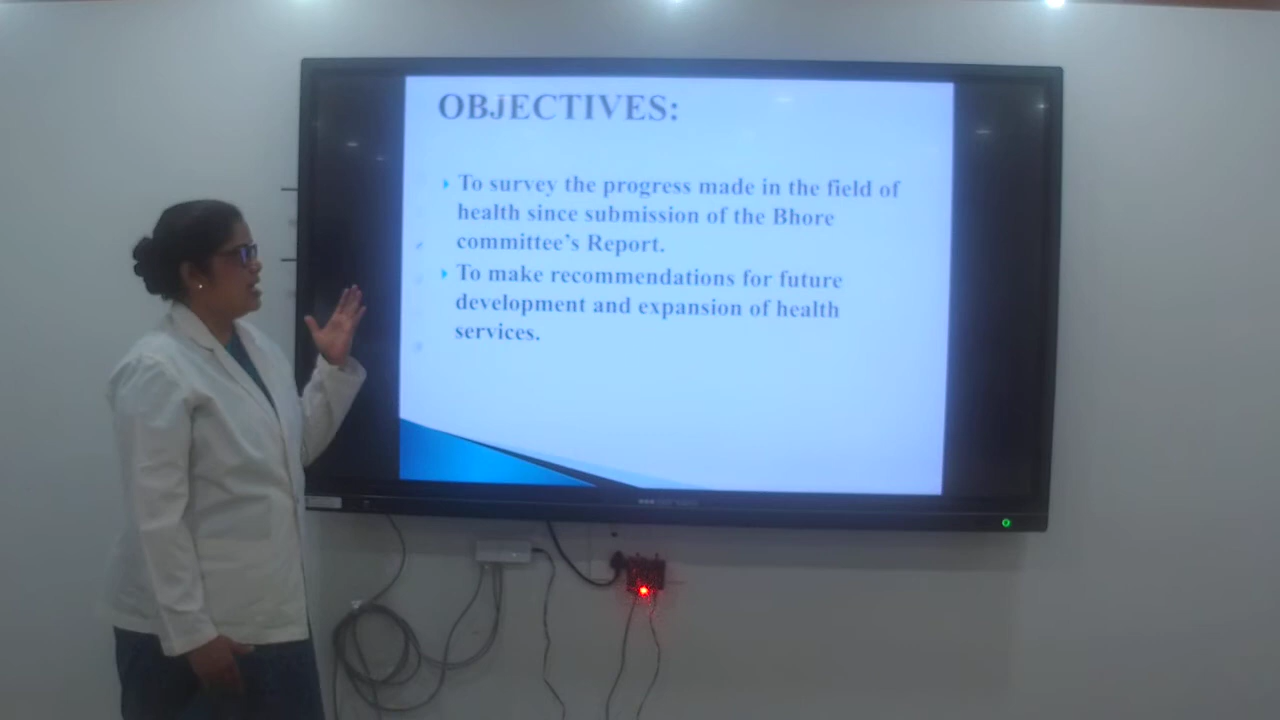 OBJECTIVES:
To survey the progress made in the field of
health since submission of the Bhore
committee's Report.
To make recommendations for future
development and expansion of health
services.